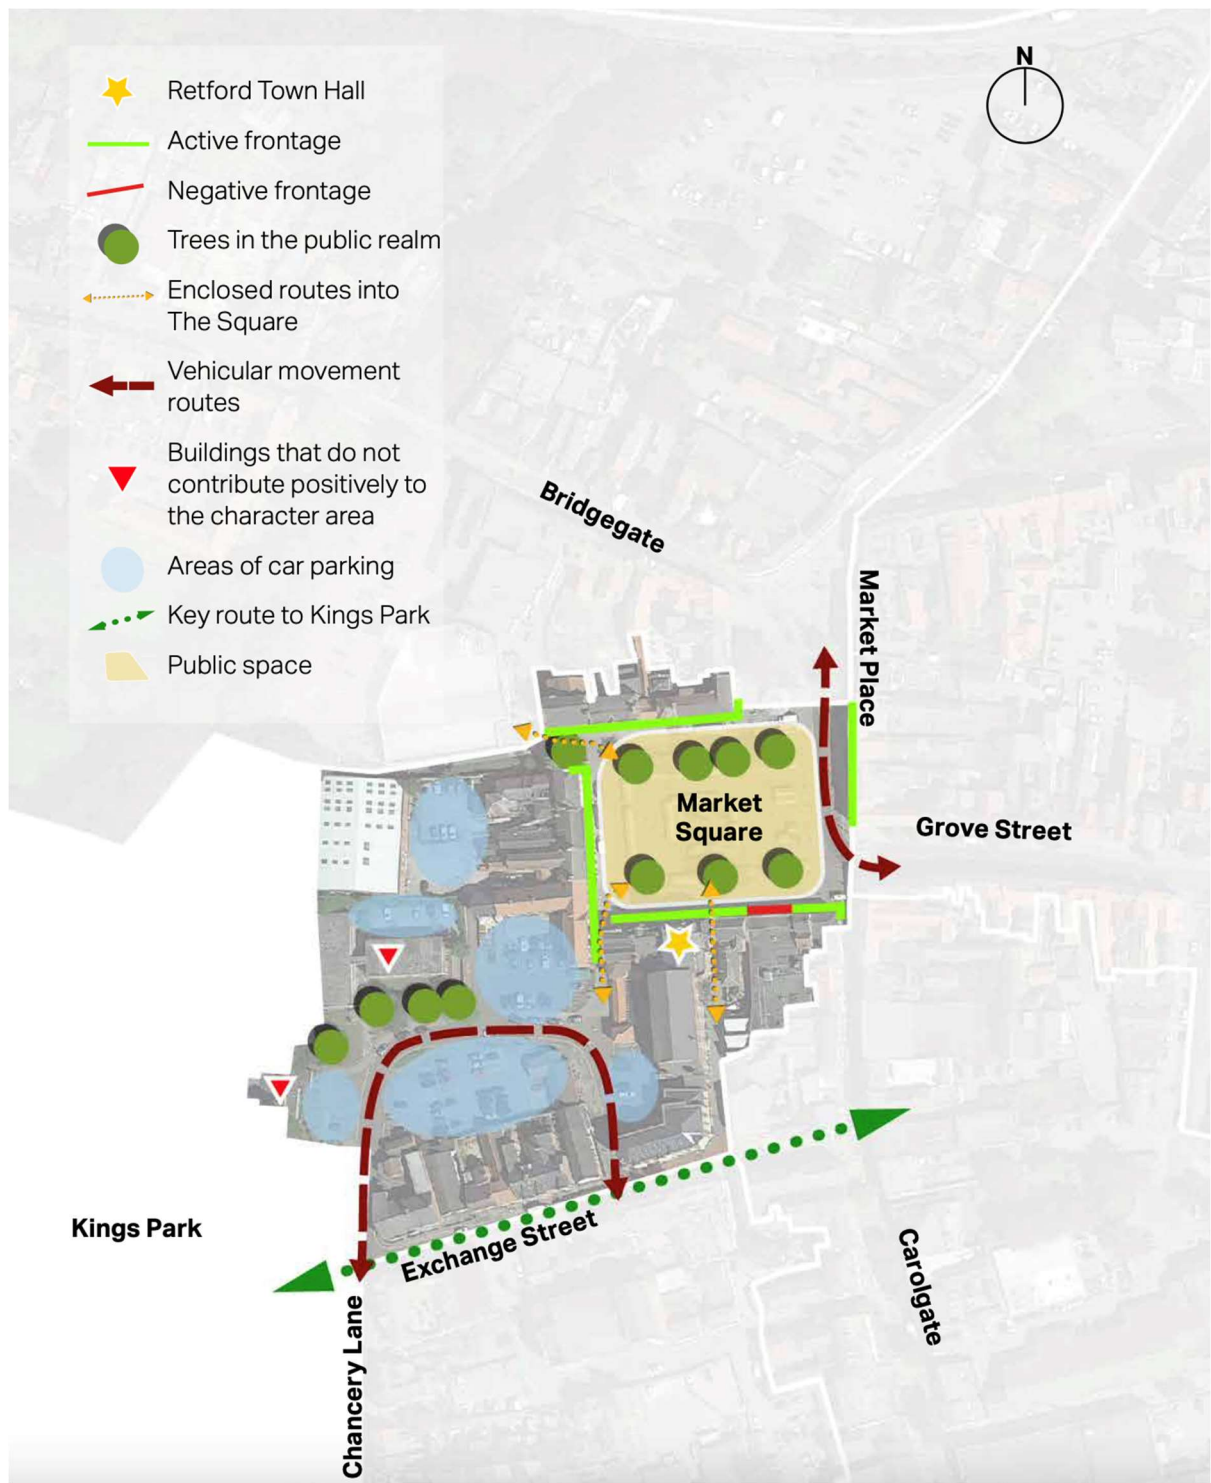 N
Retford Town Hall
Active frontage
Negative frontage
Trees in the public realm
Enclosed routes into
The Square
Vehicular movement
routes
Buildings that do not
contribute positively to
the character area
Areas of car parking
Key route to Kings Park
Public space
Bridgegate
Market Place
Market
Square
Grove Street
Kings Park
Exchange Street
Carolgate
Chancery Lane